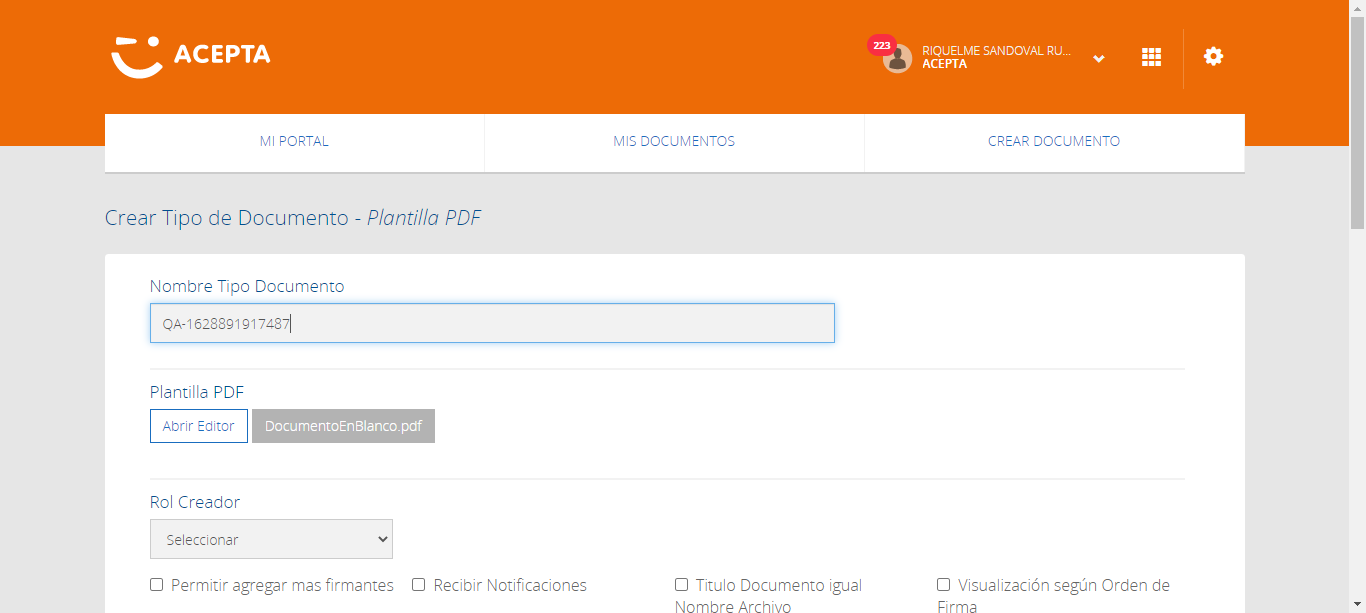 ACEPTA
223
RIQUELME SANDOVAL RU...
ACEPTA
MI PORTAL
MIS DOCUMENTOS
CREAR DOCUMENTO
Crear Tipo de Documento - Plantilla PDF
Nombre Tipo Documento
QA-1628891917487
Plantilla PDF
Abrir Editor
DocumentoEnBlanco.pdf
Rol Creador
Seleccionar
Permitir agregar mas firmantes
Recibir Notificaciones
Titulo Documento igual
Nombre Archivo
Visualización según Orden de
Firma